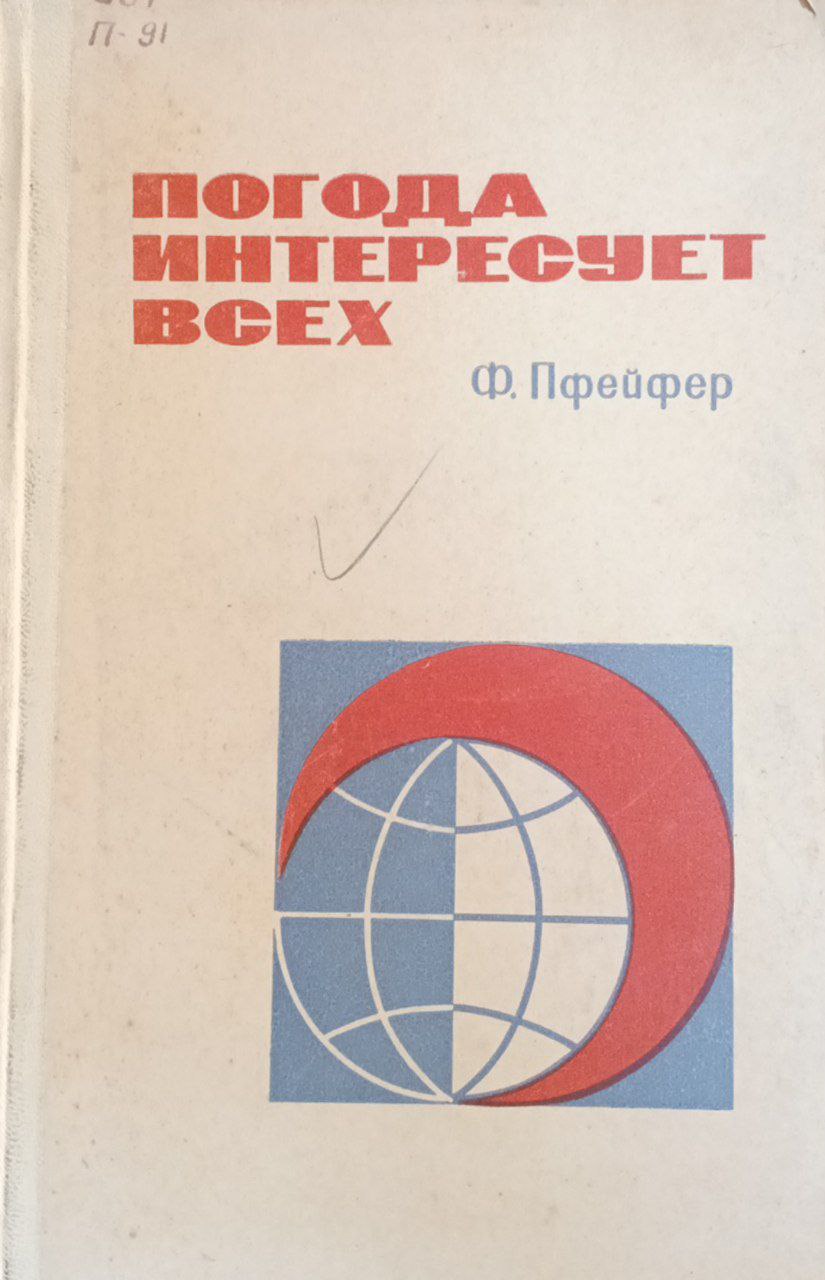 П-91
ПОГОДА
ИНТЕРЕСУЕТ
ВСЕХ
Ф. Пфейфер